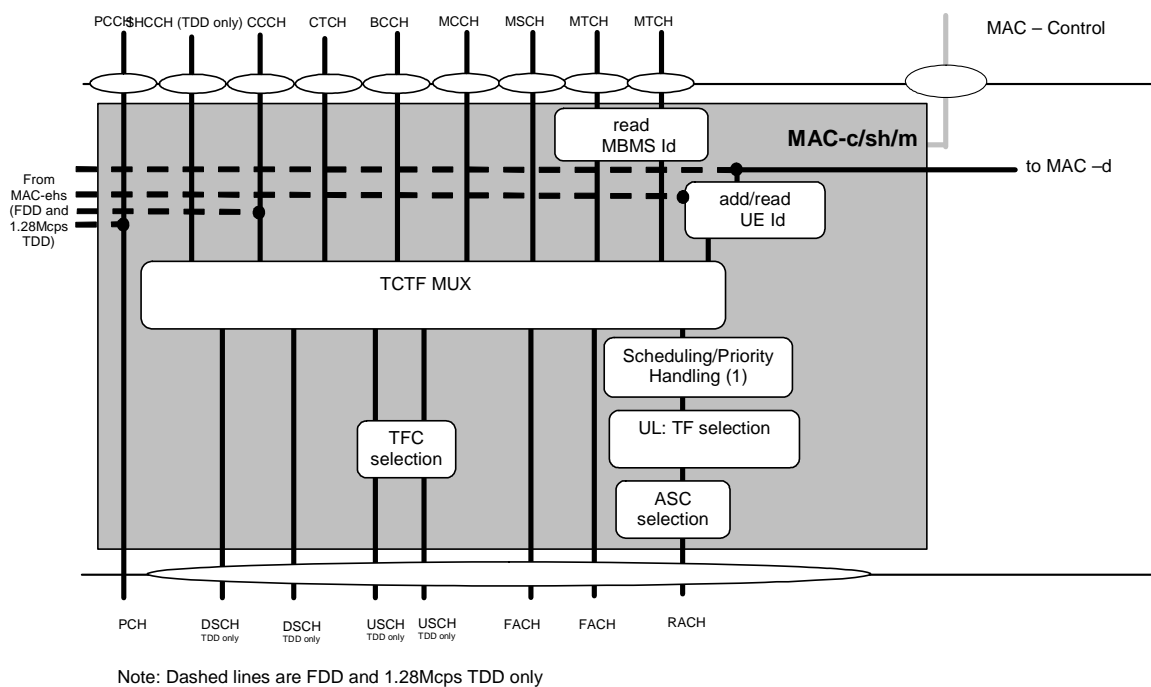 PCCH SHCCH (TDD only) CCCH CTCH BCCH MCCH MSCH MTCH MTCH
MAC – Control
read
MBMS Id
MAC-c/sh/m
to MAC –d
From
MAC-ehs
(FDD and
1.28Mcps
TDD)
add/read
UE Id
TCTF MUX
Scheduling/Priority
Handling (1)
UL: TF selection
TFC
selection
ASC
selection
PCH DSCH DSCH USCH USCH FACH FACH RACH
TDD only TDD only TDD only TDD only
Note: Dashed lines are FDD and 1.28Mcps TDD only